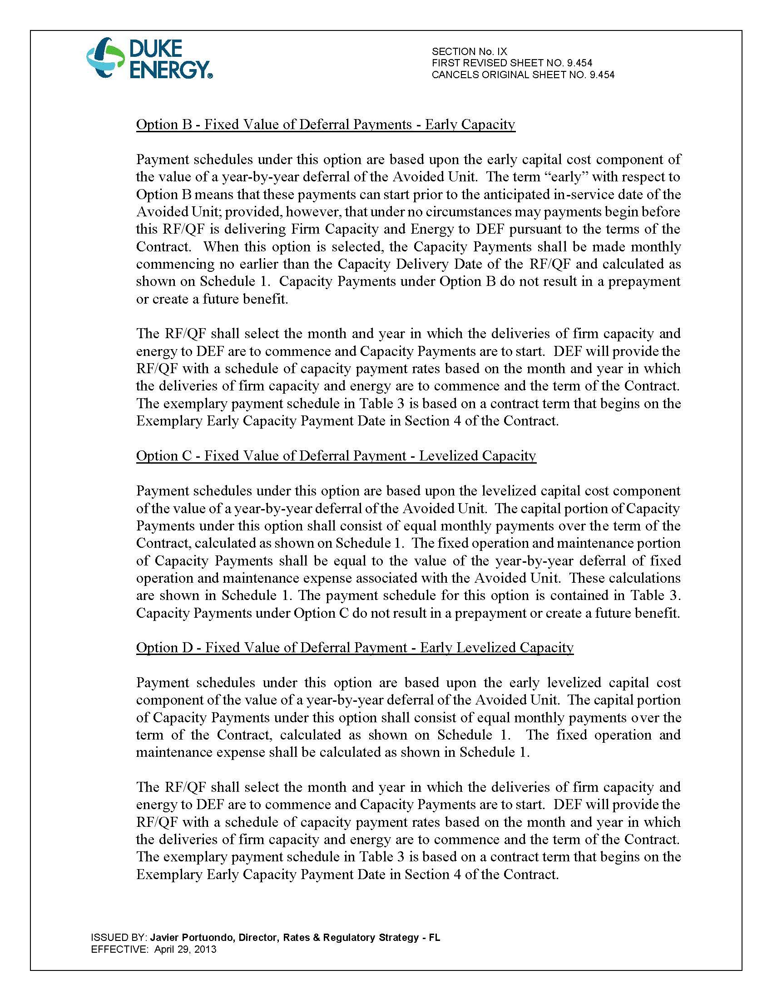 DUKE
ENERGY®
SECTION No. IX
FIRST REVISED SHEET NO. 9.454
CANCELS ORIGINAL SHEET NO. 9.454
Option B - Fixed Value of Deferral Payments - Early Capacity
Payment schedules under this option are based upon the early capital cost component of
the value of a year-by-year deferral of the Avoided Unit. The term “early” with respect to
Option B means that these payments can start prior to the anticipated in-service date of the
Avoided Unit; provided, however, that under no circumstances may payments begin before
this RF/QF is delivering Firm Capacity and Energy to DEF pursuant to the terms of the
Contract. When this option is selected, the Capacity Payments shall be made monthly
commencing no earlier than the Capacity Delivery Date of the RF/QF and calculated as
shown on Schedule 1. Capacity Payments under Option B do not result in a prepayment
or create a future benefit.
The RF/QF shall select the month and year in which the deliveries of firm capacity and
energy to DEF are to commence and Capacity Payments are to start. DEF will provide the
RF/QF with a schedule of capacity payment rates based on the month and year in which
the deliveries of firm capacity and energy are to commence and the term of the Contract.
The exemplary payment schedule in Table 3 is based on a contract term that begins on the
Exemplary Early Capacity Payment Date in Section 4 of the Contract.
Option C - Fixed Value of Deferral Payment - Levelized Capacity
Payment schedules under this option are based upon the levelized capital cost component
of the value of a year-by-year deferral of the Avoided Unit. The capital portion of Capacity
Payments under this option shall consist of equal monthly payments over the term of the
Contract, calculated as shown on Schedule 1. The fixed operation and maintenance portion
of Capacity Payments shall be equal to the value of the year-by-year deferral of fixed
operation and maintenance expense associated with the Avoided Unit. These calculations
are shown in Schedule 1. The payment schedule for this option is contained in Table 3.
Capacity Payments under Option C do not result in a prepayment or create a future benefit.
Option D - Fixed Value of Deferral Payment - Early Levelized Capacity
Payment schedules under this option are based upon the early levelized capital cost
component of the value of a year-by-year deferral of the Avoided Unit. The capital portion
of Capacity Payments under this option shall consist of equal monthly payments over the
term of the Contract, calculated as shown on Schedule 1. The fixed operation and
maintenance expense shall be calculated as shown in Schedule 1.
The RF/QF shall select the month and year in which the deliveries of firm capacity and
energy to DEF are to commence and Capacity Payments are to start. DEF will provide the
RF/QF with a schedule of capacity payment rates based on the month and year in which
the deliveries of firm capacity and energy are to commence and the term of the Contract.
The exemplary payment schedule in Table 3 is based on a contract term that begins on the
Exemplary Early Capacity Payment Date in Section 4 of the Contract.
ISSUED BY: Javier Portuondo, Director, Rates & Regulatory Strategy - FL
EFFECTIVE: April 29, 2013